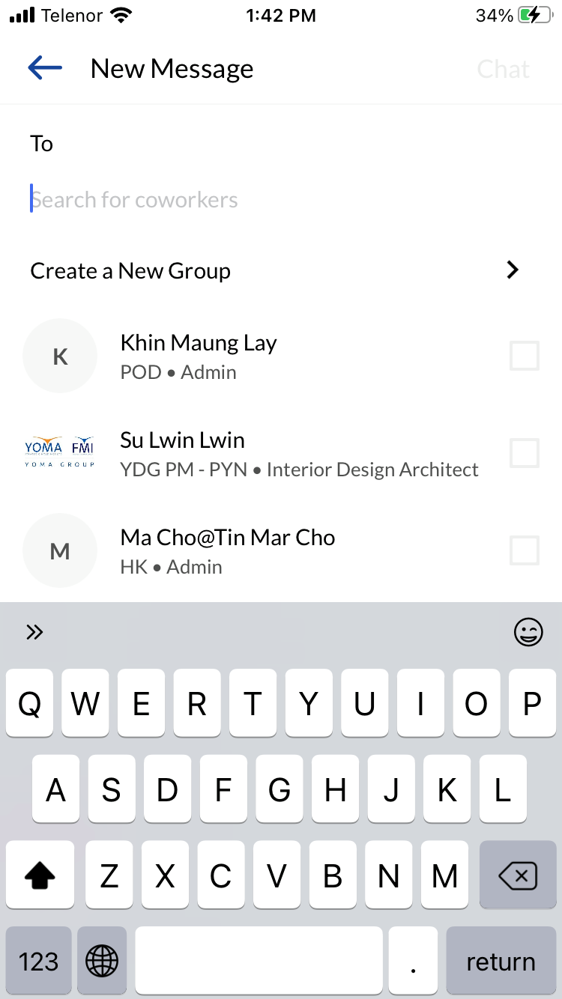 Telenor 1:42 PM 34%
New Message Chat
To
Search for coworkers
Create a New Group
K
Khin Maung Lay
POD • Admin
YOMA FMI
YOMA GROUP
Su Lwin Lwin
YDG PM - PYN • Interior Design Architect
M
Ma Cho@Tin Mar Cho
HK • Admin
Q W E R T Y U I O P
A S D F G H J K L
Z X C V B N M
123 . return